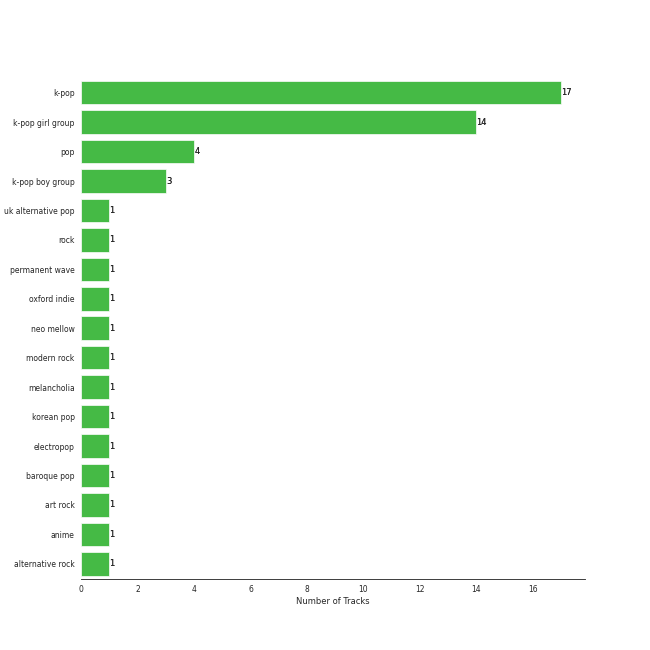 k-pop 17
k-pop girl group 14
pop 4
k-pop boy group 3
uk alternative pop 1
rock 1
permanent wave 1
oxford indie 1
neo mellow 1
modern rock 1
melancholia 1
korean pop 1
electropop 1
baroque pop 1
art rock 1
anime 1
alternative rock 1
0 2 4 6 8 10 12 14 16
Number of Tracks